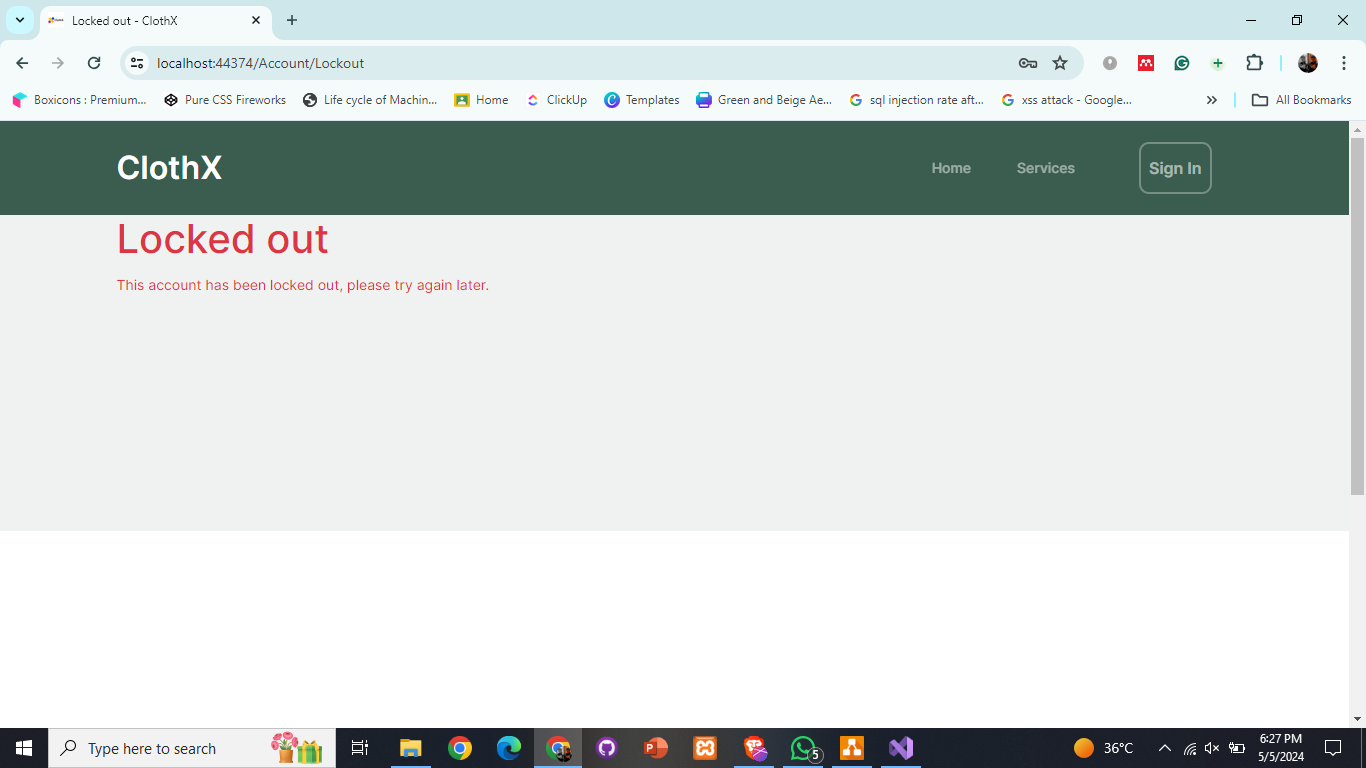 Locked out - ClothX
localhost:44374/Account/Lockout
Boxicons : Premium... Pure CSS Fireworks Life cycle of Machin... Home ClickUp Templates Green and Beige Ae... sql injection rate aft... xss attack - Google... All Bookmarks
ClothX Home Services Sign In
Locked out
This account has been locked out, please try again later.
Type here to search 5 36°C 6:27 PM
5/5/2024